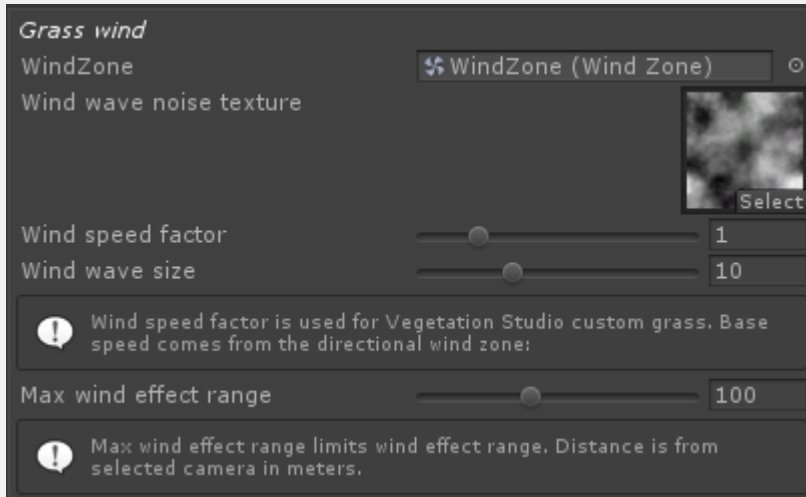 Grass wind
WindZone WindZone (Wind Zone)
Wind wave noise texture
Select
Wind speed factor 1
Wind wave size 10
Wind speed factor is used for Vegetation Studio custom grass. Base
speed comes from the directional wind zone:
Max wind effect range 100
Max wind effect range limits wind effect range. Distance is from
selected camera in meters.